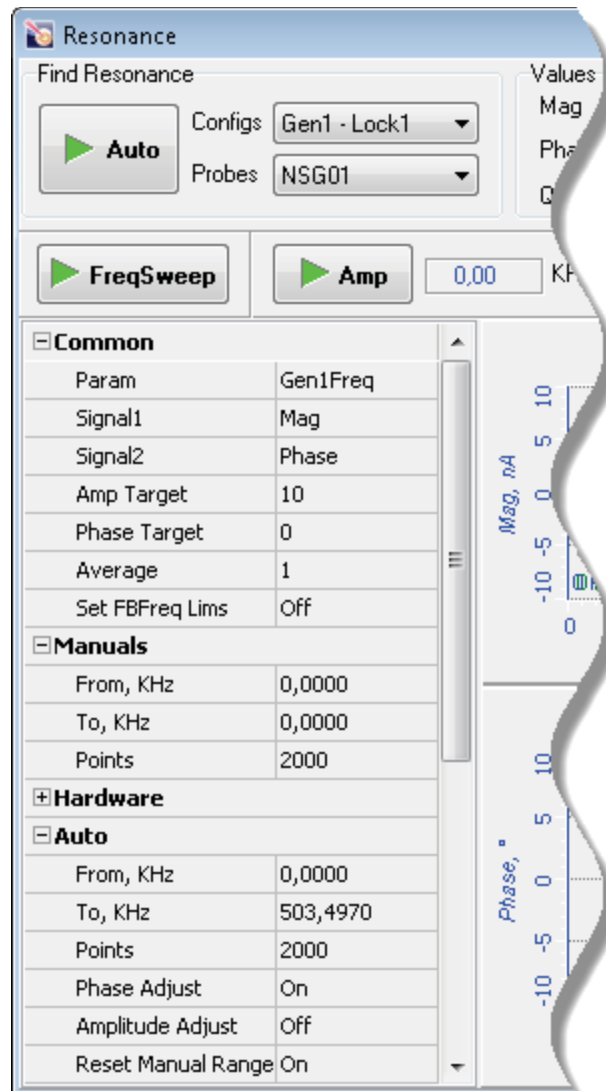 Resonance
Find Resonance
Values
Auto
Configs
Gen1 - Lock1
Mag
Probes
NSG01
FreqSweep
Amp
0,00
Common
Param Gen1Freq
Signal1 Mag
Signal2 Phase
Amp Target 10
Phase Target 0
Average 1
Set FBFreq Lims Off
Manuals
From, KHz 0,0000
To, KHz 0,0000
Points 2000
Hardware
Auto
From, KHz 0,0000
To, KHz 503,4970
Points 2000
Phase Adjust On
Amplitude Adjust Off
Reset Manual Range On
Mag, nA
10
5
0
-5
-10
0
Phase, °
10
5
0
-5
-10